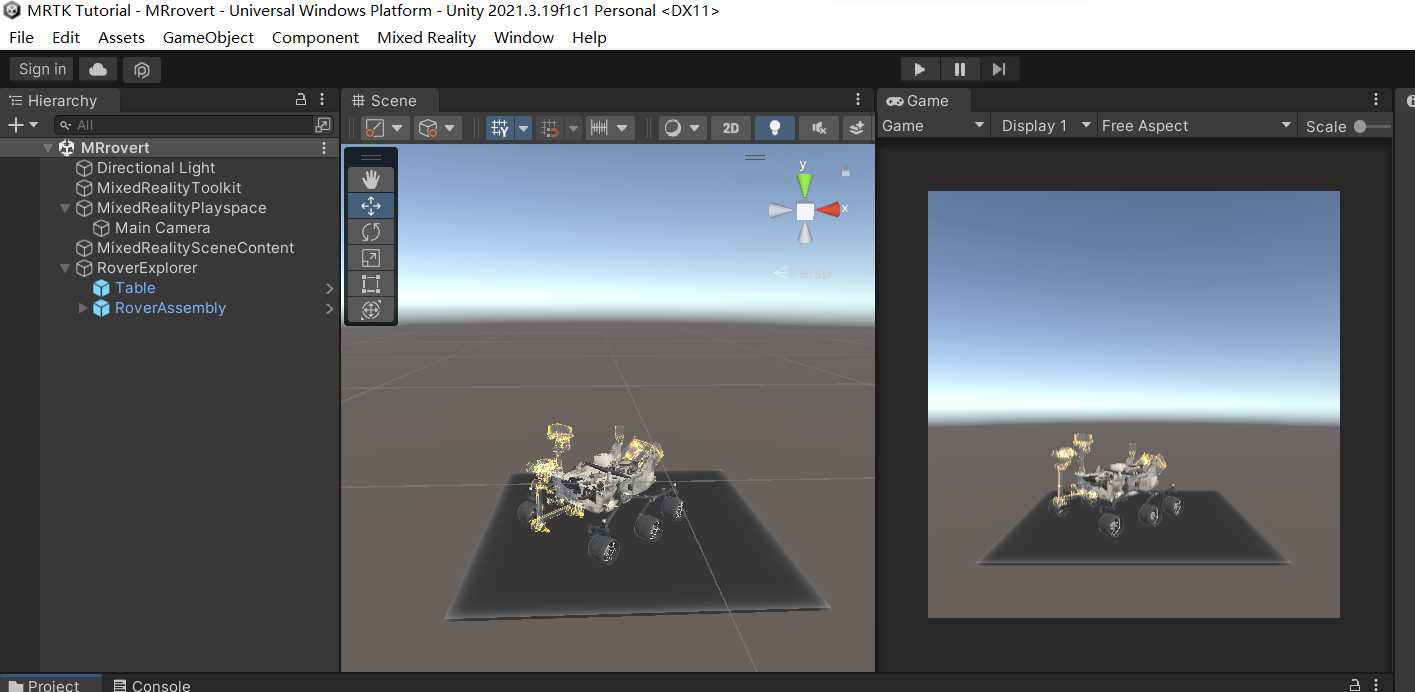 MRTK Tutorial - MRrovert - Universal Windows Platform - Unity 2021.3.19f1c1 Personal <DX11>
File Edit Assets GameObject Component Mixed Reality Window Help
Sign in
Hierarchy
All
MRrovert
Directional Light
MixedRealityToolkit
MixedRealityPlayspace
Main Camera
MixedRealitySceneContent
RoverExplorer
Table
RoverAssembly
Scene
2D
y
x
Persp
Game
Game Display 1 Free Aspect Scale
Project Console